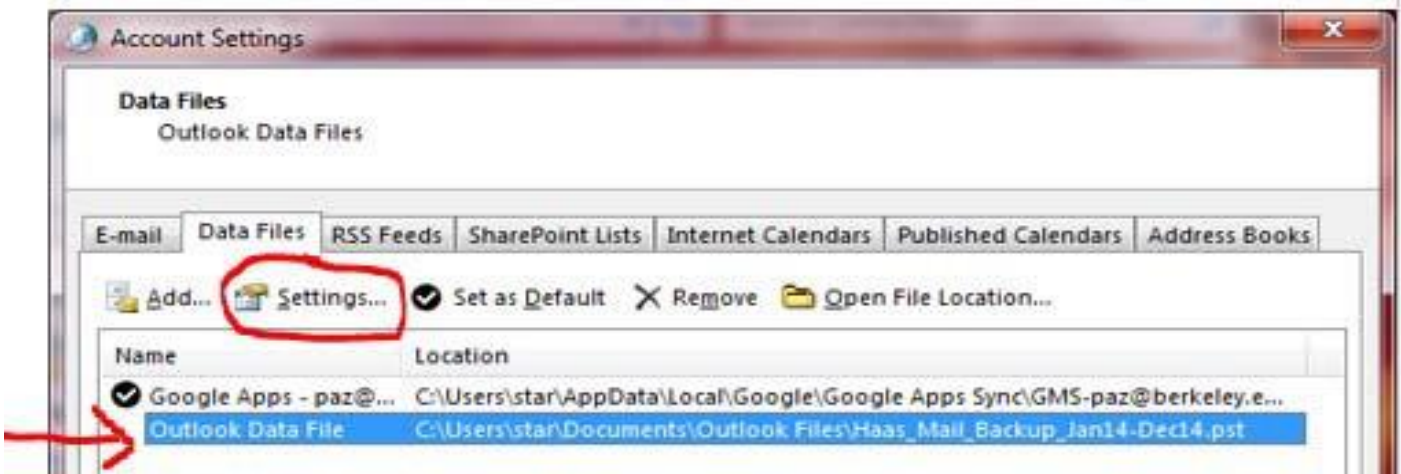 Account Settings
Data Files
Outlook Data Files
E-mail Data Files RSS Feeds SharePoint Lists Internet Calendars Published Calendars Address Books
Add... Settings... Set as Default Remove Open File Location...
Name Location
Google Apps - paz@... C:\Users\star\AppData\Local\Google\Google Apps Sync\GMS-paz@berkeley.e...
Outlook Data File C:\Users\star\Documents\Outlook Files\Haas_Mail_Backup_Jan14-Dec14.pst